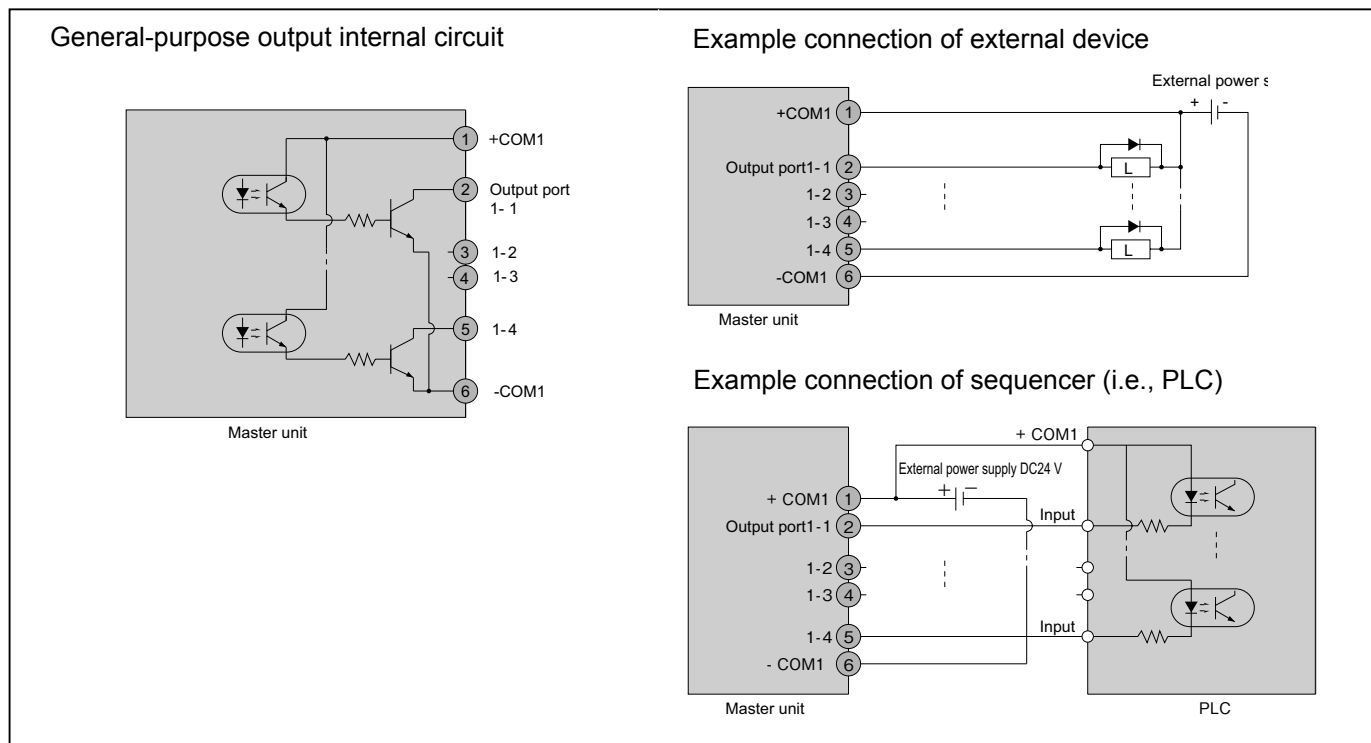 General-purpose output internal circuit
1
+COM1
2
Output port
1- 1
3
1-2
4
1-3
5
1-4
6
-COM1
Master unit
Example connection of external device
External power s
+COM1 1
+ -
Output port1- 1 2
L
1-2 3
1-3 4
1-4 5
L
-COM1 6
Master unit
Example connection of sequencer (i.e., PLC)
+ COM1
External power supply DC24 V
+ COM1 1
+ −
Output port1-1 2
Input
1-2 3
1-3 4
1-4 5
Input
- COM1 6
Master unit
PLC